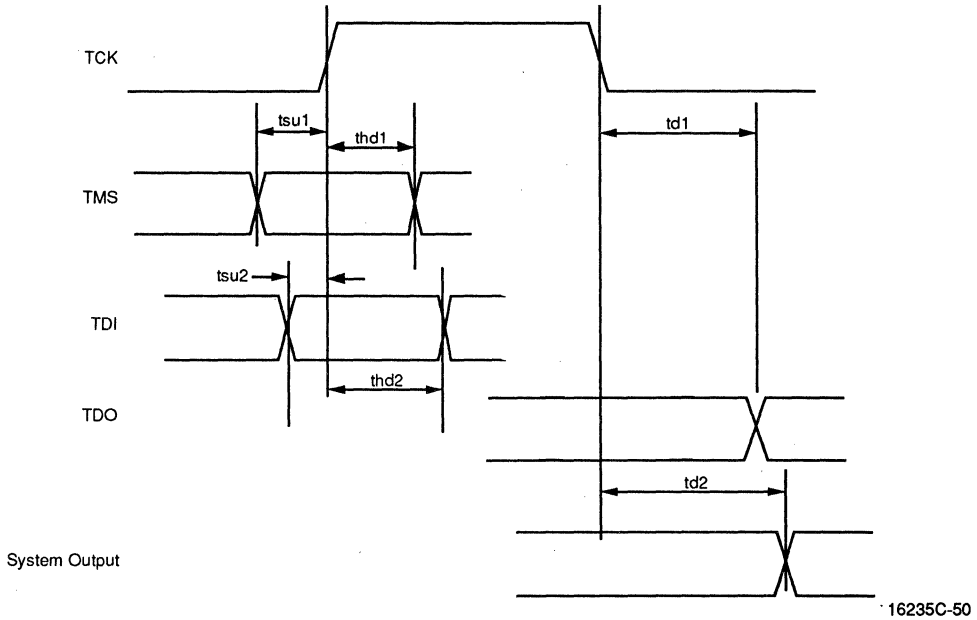 TCK
tsu1
thd1
td1
TMS
tsu2
TDI
thd2
TDO
td2
System Output
16235C-50